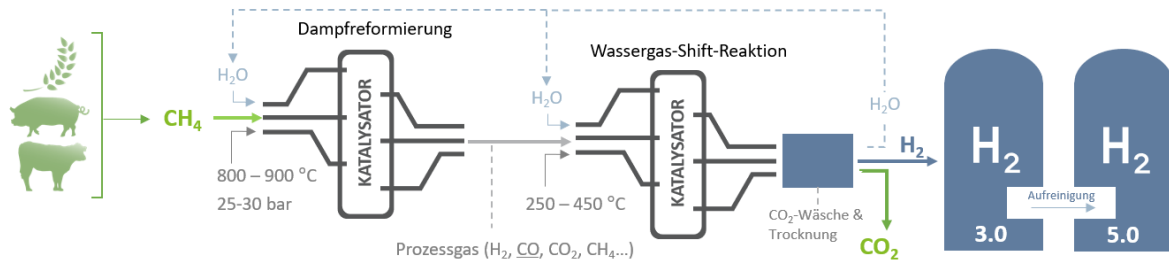 Dampfreformierung
Wassergas-Shift-Reaktion
H₂O
H₂O
H₂O
CH₄
KATALYSATOR
KATALYSATOR
800 – 900 °C
25-30 bar
250 – 450 °C
Prozessgas (H₂, CO, CO₂, CH₄...)
CO₂-Wäsche &
Trocknung
H₂
CO₂
H₂
H₂
Aufreinigung
3.0
5.0